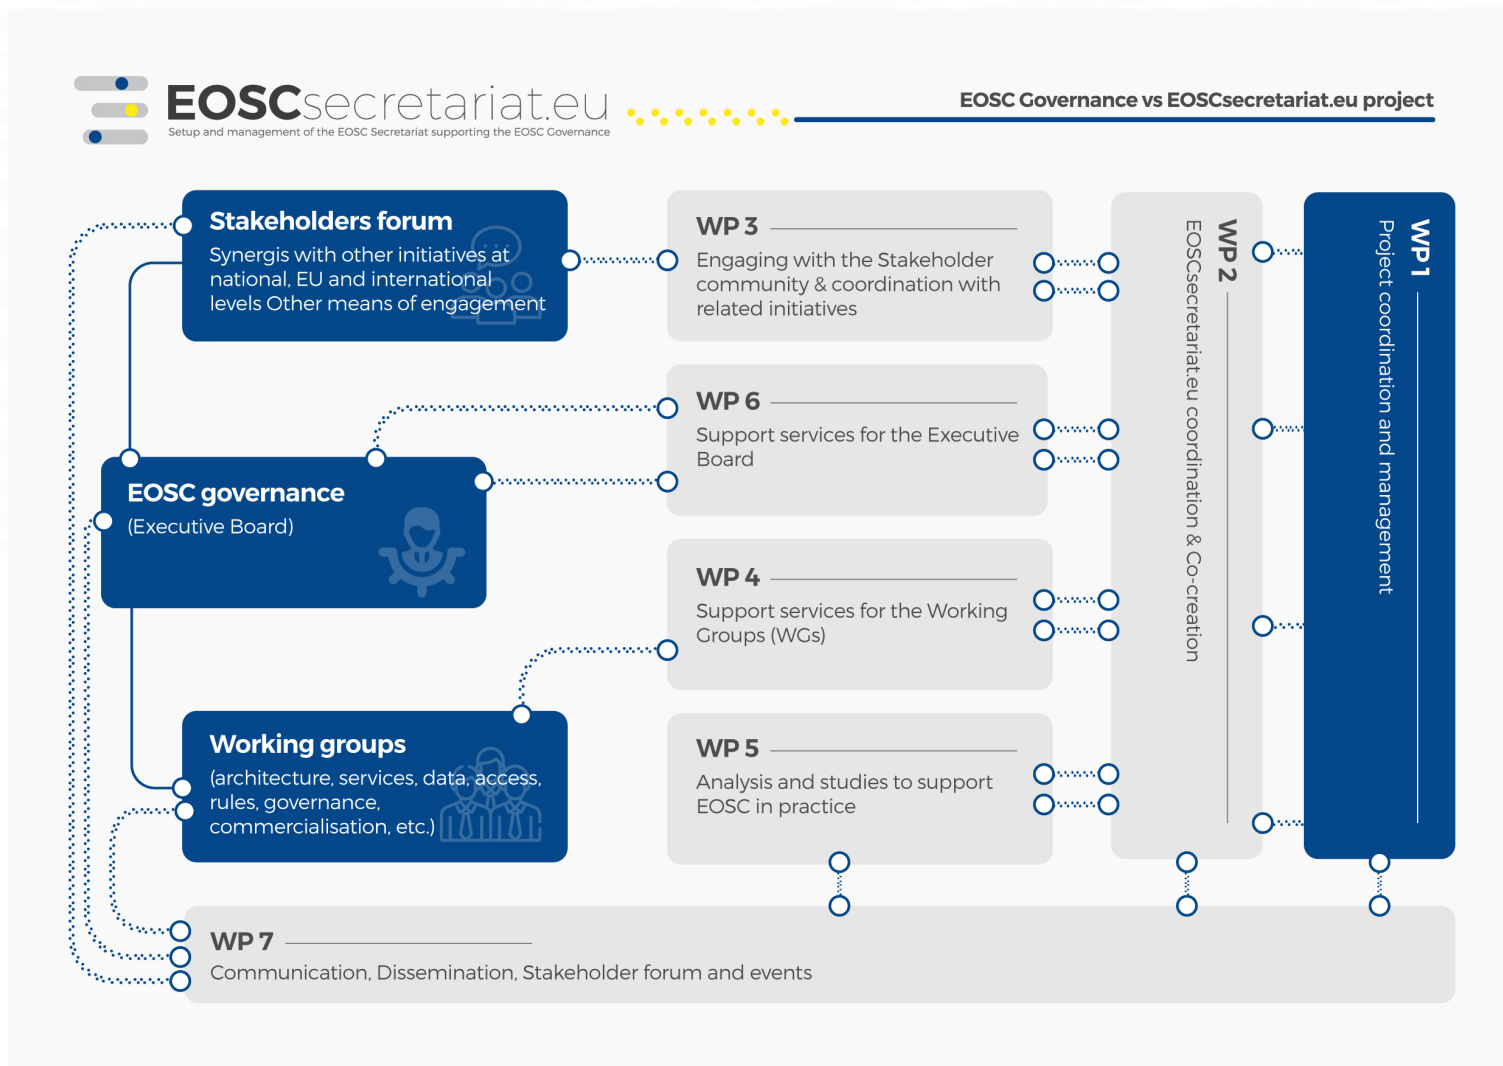 EOSCsecretariat.eu
Setup and management of the EOSC Secretariat supporting the EOSC Governance
EOSC Governance vs EOSCsecretariat.eu project
Stakeholders forum
Synergis with other initiatives at
national, EU and international
levels Other means of engagement
EOSC governance
(Executive Board)
Working groups
(architecture, services, data, access,
rules, governance,
commercialisation, etc.)
WP 3
Engaging with the Stakeholder
community & coordination with
related initiatives
WP 6
Support services for the Executive
Board
WP 4
Support services for the Working
Groups (WGs)
WP 5
Analysis and studies to support
EOSC in practice
WP 2
EOSCsecretariat.eu coordination & Co-creation
WP 1
Project coordination and management
WP 7
Communication, Dissemination, Stakeholder forum and events